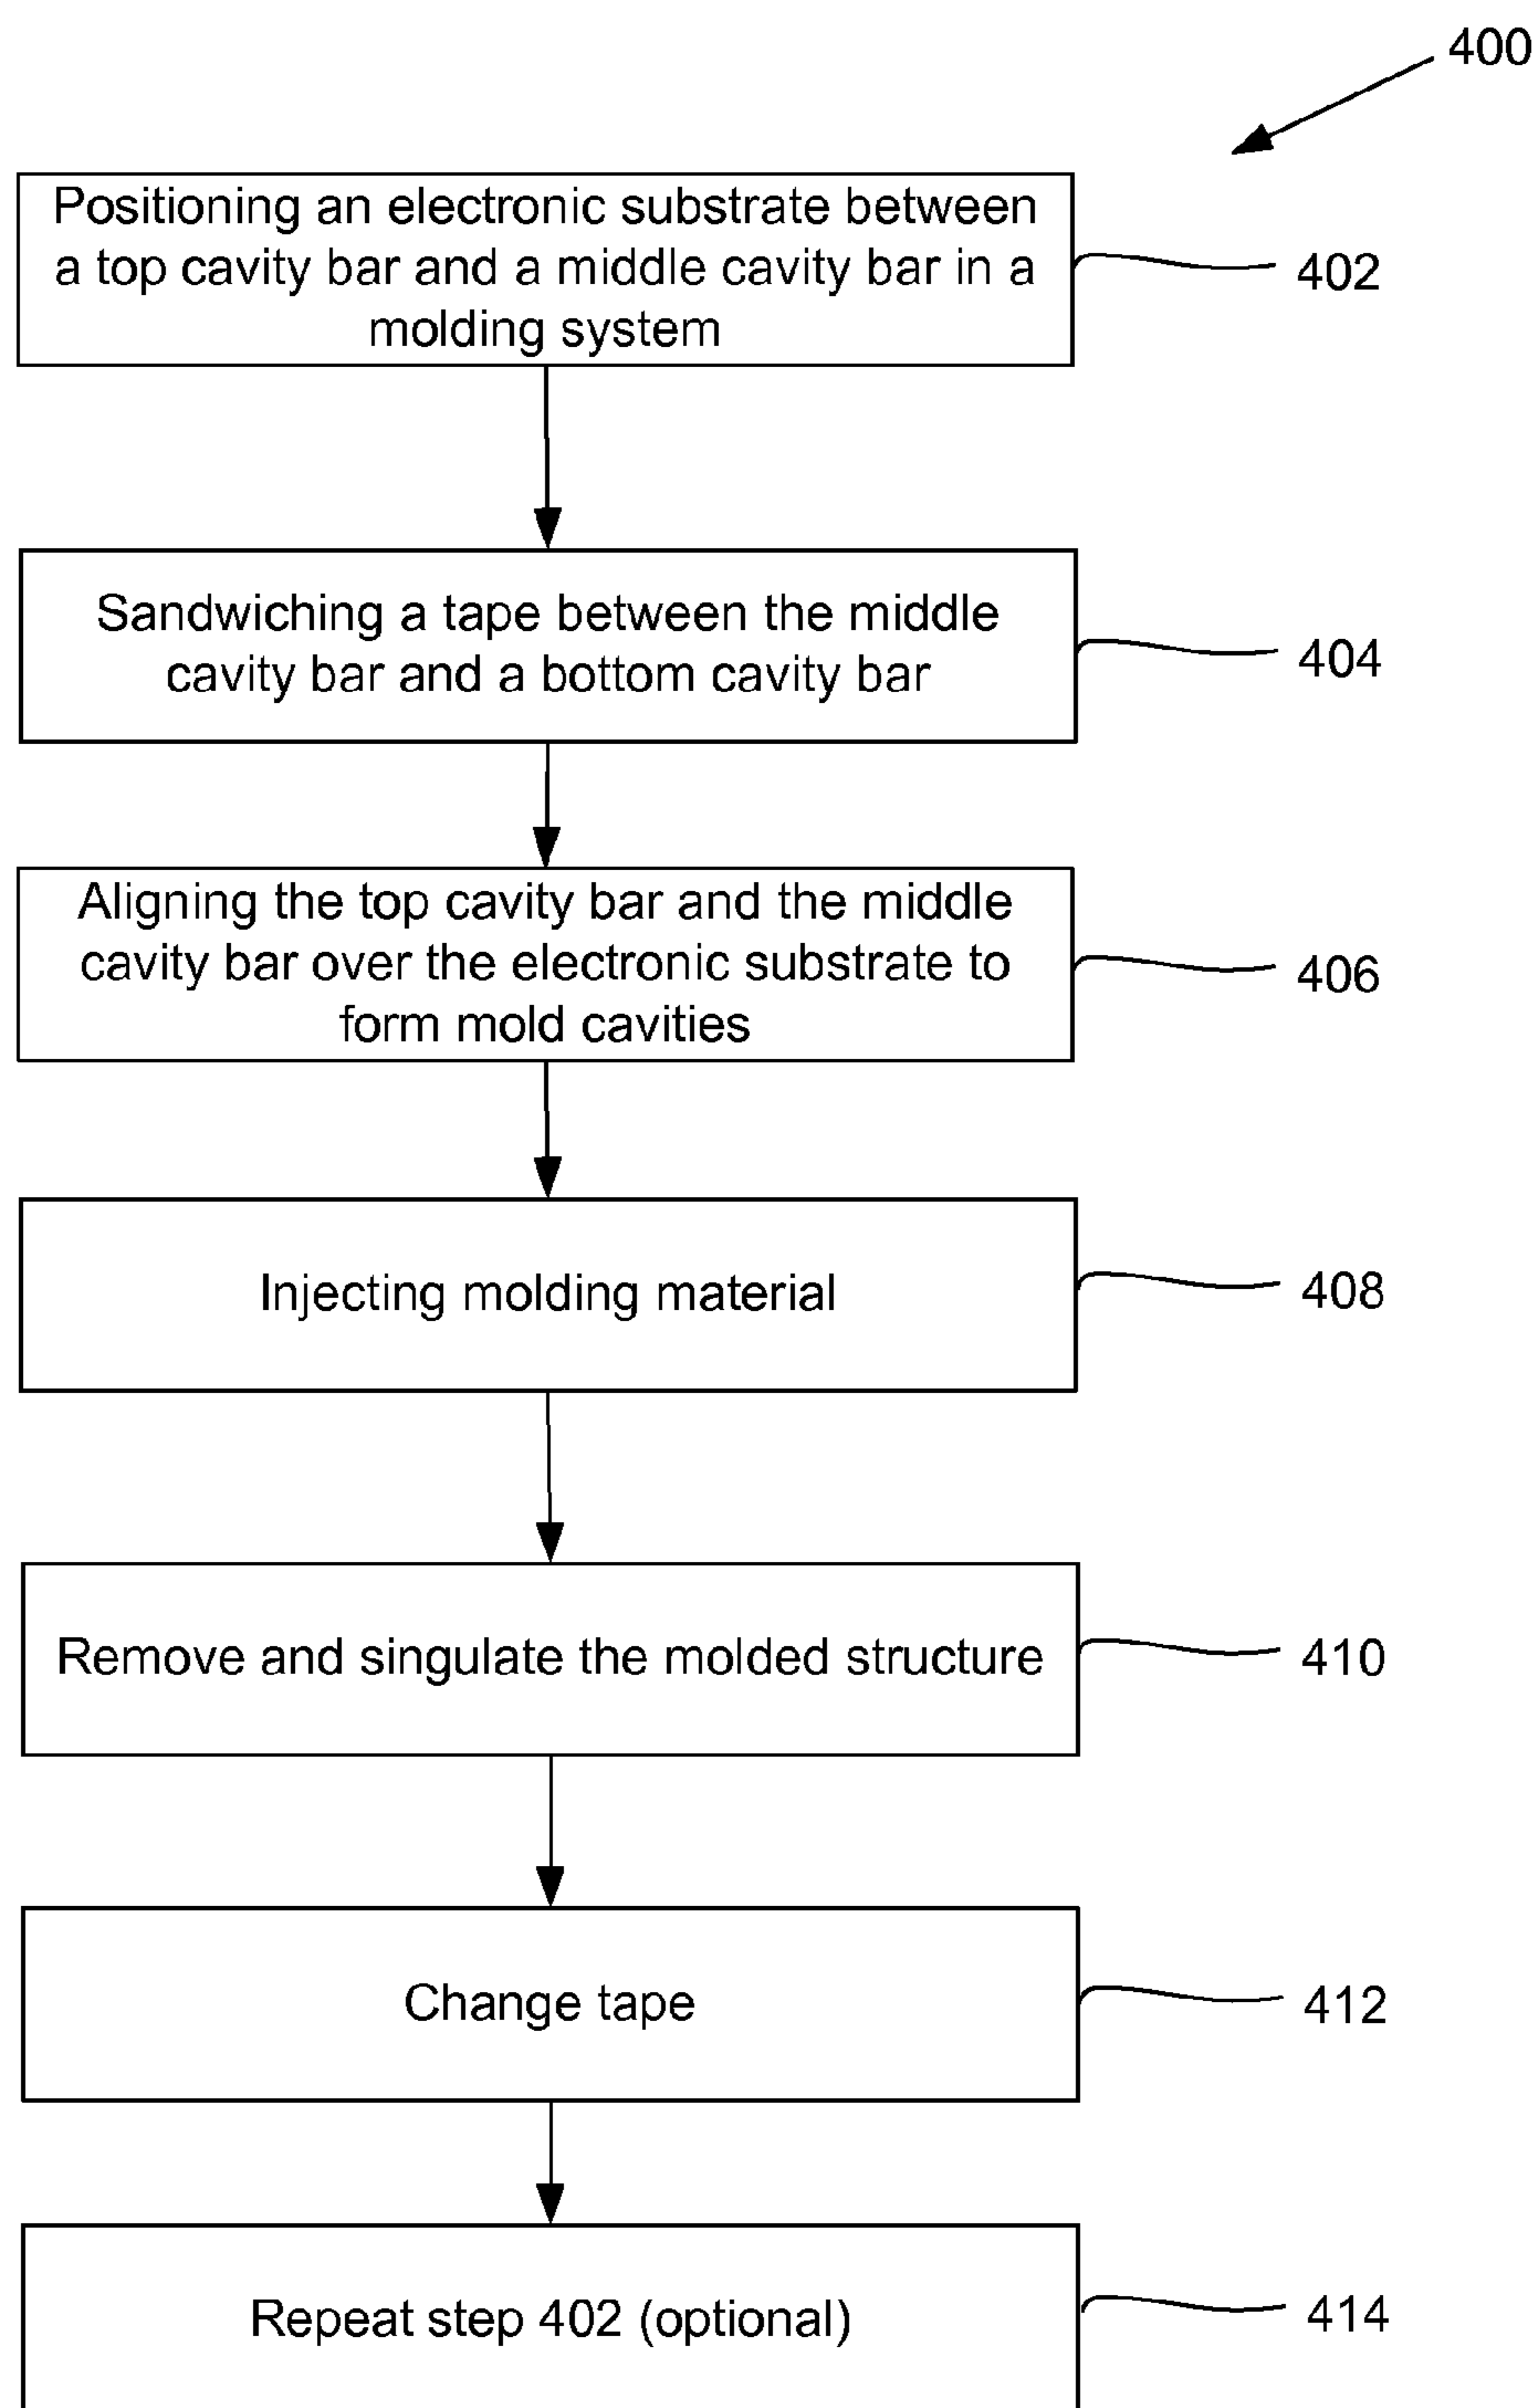 400
Positioning an electronic substrate between
a top cavity bar and a middle cavity bar in a
molding system
402
Sandwiching a tape between the middle
cavity bar and a bottom cavity bar
404
Aligning the top cavity bar and the middle
cavity bar over the electronic substrate to
form mold cavities
406
Injecting molding material
408
Remove and singulate the molded structure
410
Change tape
412
Repeat step 402 (optional)
414